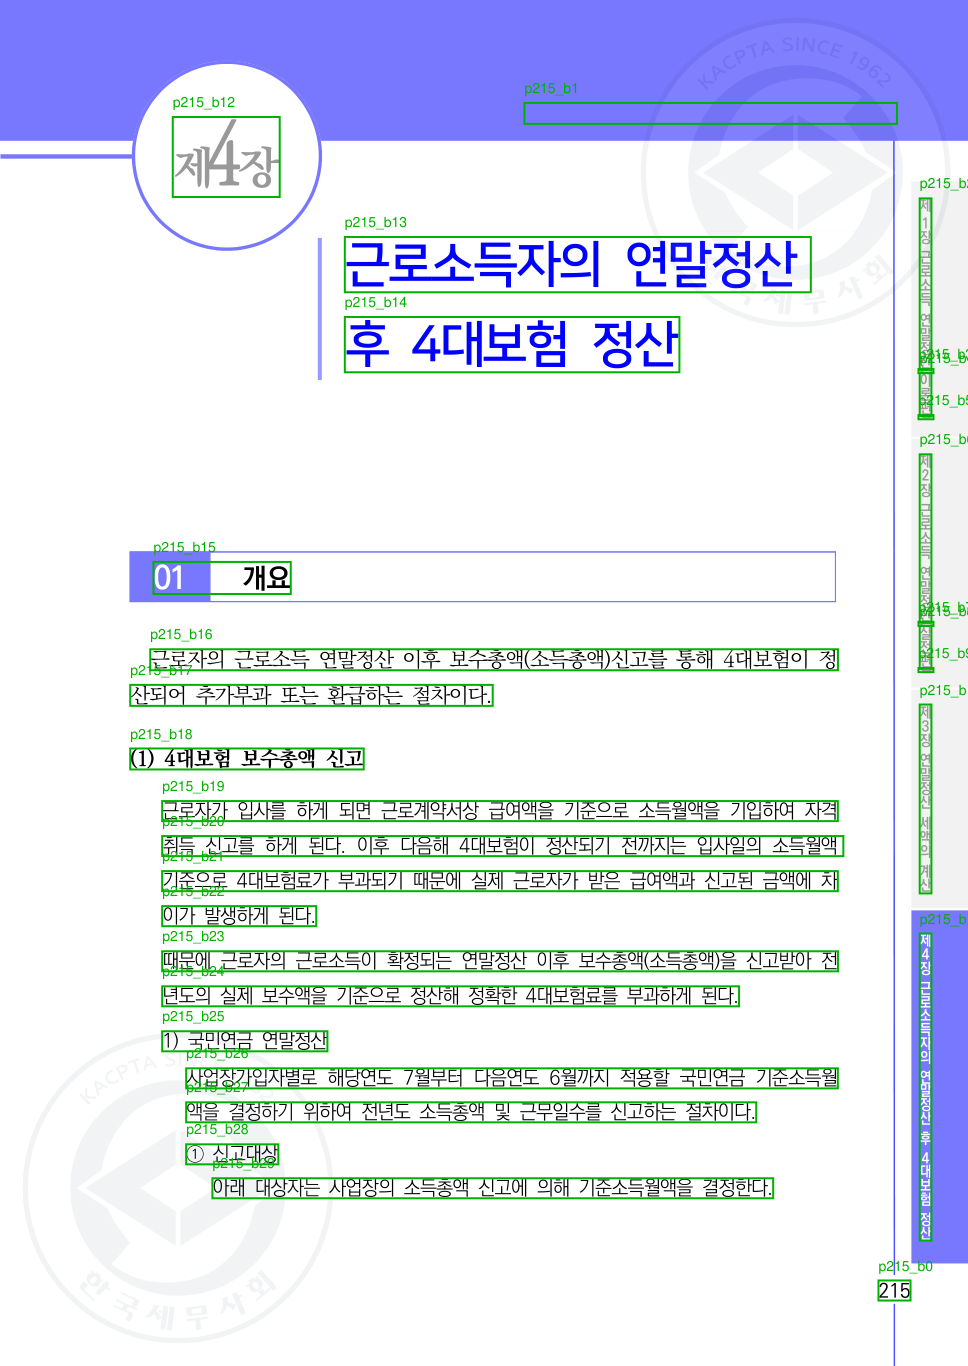 KACPTA SINCE 1962
p215_b1
p215_b12
제4장
p215_b13
근로소득자의 연말정산
p215_b14
후 4대보험 정산
p215_b15
01 개요
p215_b16
근로자의 근로소득 연말정산 이후 보수총액(소득총액)신고를 통해 4대보험이 정
p215_b17
산되어 추가부과 또는 환급하는 절차이다.
p215_b18
(1) 4대보험 보수총액 신고
p215_b19
근로자가 입사를 하게 되면 근로계약서상 급여액을 기준으로 소득월액을 기입하여 자격
p215_b20
취득 신고를 하게 된다. 이후 다음해 4대보험이 정산되기 전까지는 입사일의 소득월액
p215_b21
기준으로 4대보험료가 부과되기 때문에 실제 근로자가 받은 급여액과 신고된 금액에 차
p215_b22
이가 발생하게 된다.
p215_b23
때문에 근로자의 근로소득이 확정되는 연말정산 이후 보수총액(소득총액)을 신고받아 전
p215_b24
년도의 실제 보수액을 기준으로 정산해 정확한 4대보험료를 부과하게 된다.
p215_b25
1) 국민연금 연말정산
p215_b26
사업장가입자별로 해당연도 7월부터 다음연도 6월까지 적용할 국민연금 기준소득월
p215_b27
액을 결정하기 위하여 전년도 소득총액 및 근무일수를 신고하는 절차이다.
p215_b28
① 신고대상
p215_b29
아래 대상자는 사업장의 소득총액 신고에 의해 기준소득월액을 결정한다.
KACPTA
한국세무사회
제1장 근로소득 연말정산
제2장 근로소득 연말정산
제3장 연말정산 세액의 계산
제4장 근로소득자의 연말정산 후 4대보험 정산
p215_b0
215